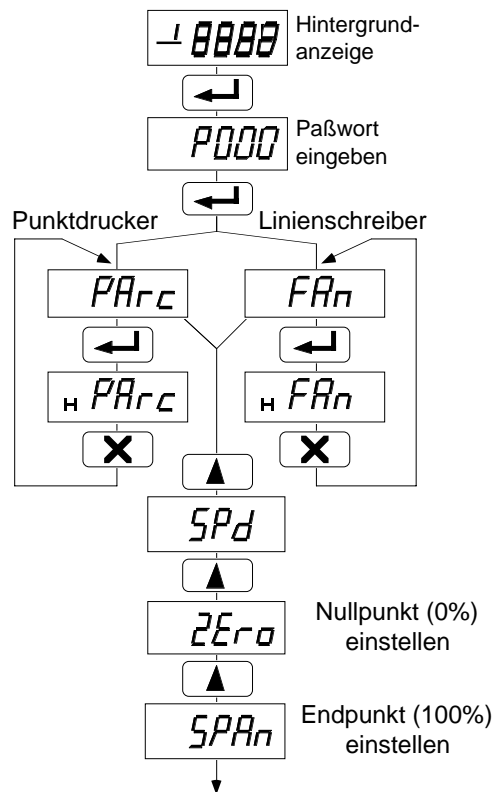 -1 8888
Hintergrund-
anzeige
P000
Paßwort
eingeben
Punktdrucker
Linienschreiber
PArc
FAn
H PArc
H FAn
SPd
ZEro
Nullpunkt (0%)
einstellen
SPAn
Endpunkt (100%)
einstellen